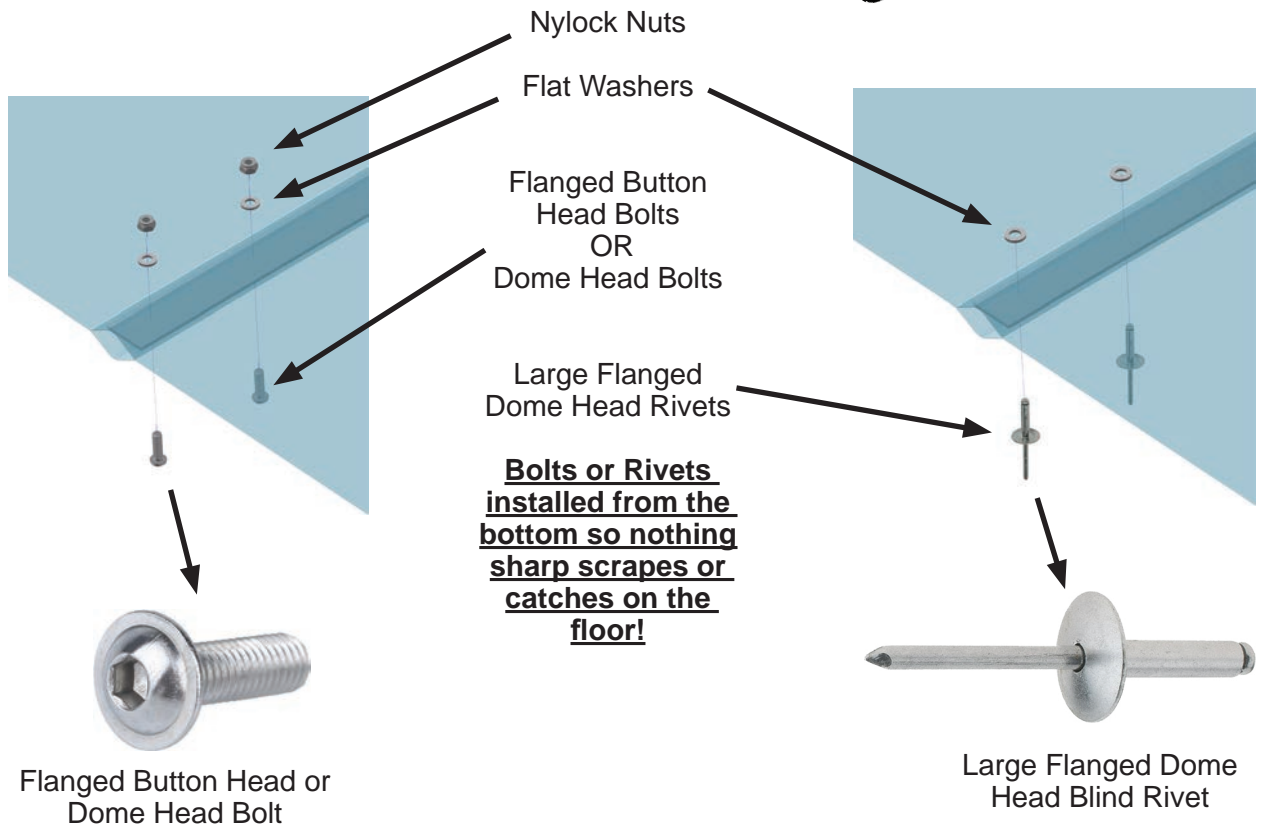 Nylock Nuts
Flat Washers
Flanged Button
Head Bolts
OR
Dome Head Bolts
Large Flanged
Dome Head Rivets
Bolts or Rivets
installed from the
bottom so nothing
sharp scrapes or
catches on the
floor!
Flanged Button Head or
Dome Head Bolt
Large Flanged Dome
Head Blind Rivet